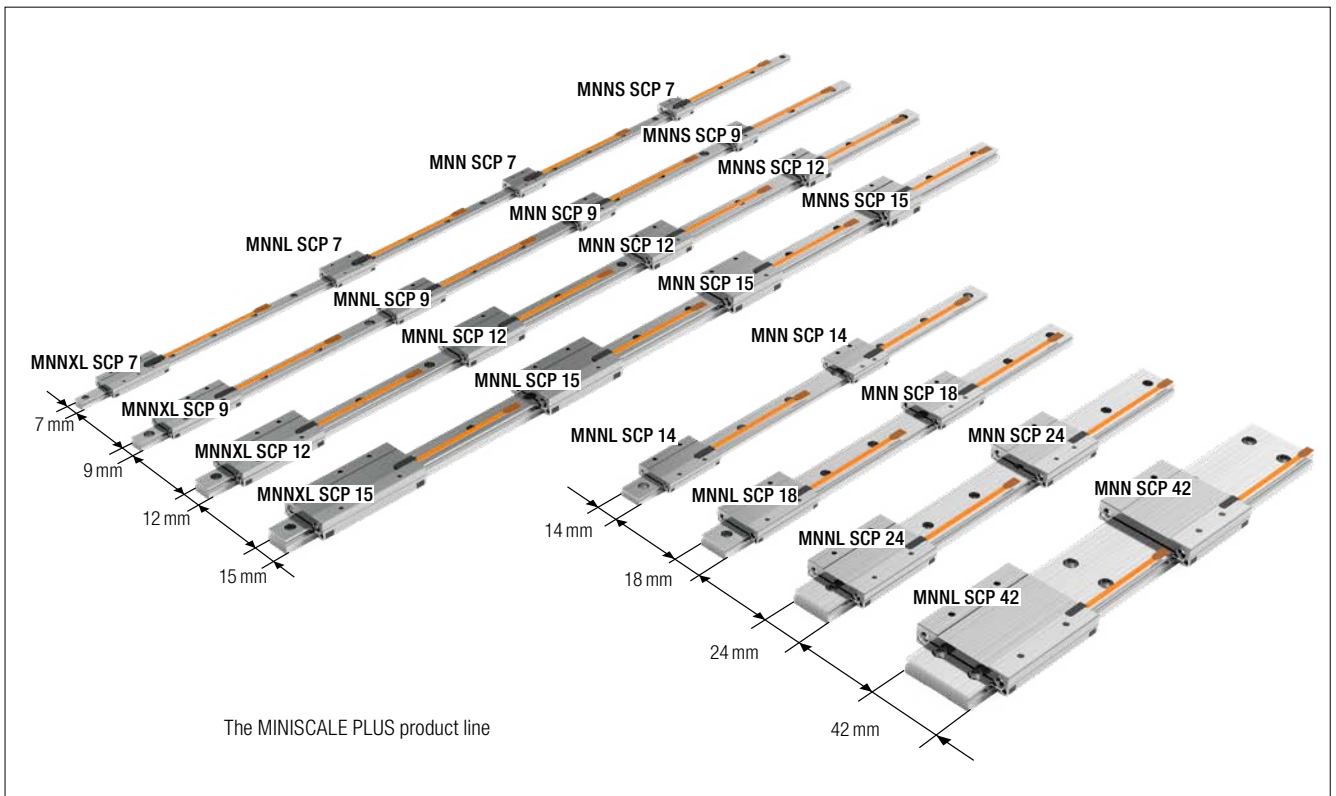 MNNS SCP 7
MNNS SCP 9
MNN SCP 7
MNNS SCP 12
MNNS SCP 15
MNN SCP 9
MNNL SCP 7
MNN SCP 12
MNN SCP 15
MNNL SCP 9
MNNL SCP 12
MNN SCP 14
MNNXL SCP 7
MNNL SCP 15
MNN SCP 18
MNNXL SCP 9
7 mm
MNNL SCP 14
MNN SCP 24
MNNXL SCP 12
9 mm
MNNL SCP 18
MNN SCP 42
MNNXL SCP 15
12 mm
14 mm
MNNL SCP 24
15 mm
18 mm
MNNL SCP 42
24 mm
The MINISCALE PLUS product line
42 mm